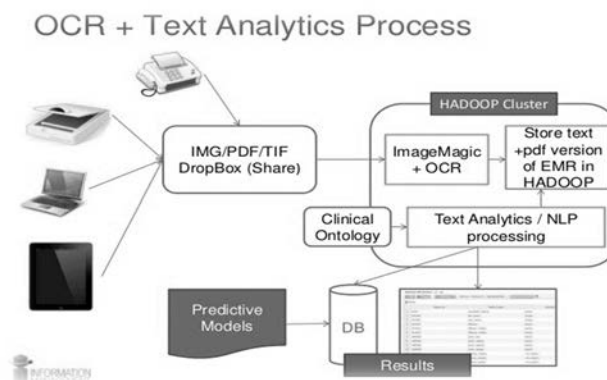 OCR + Text Analytics Process
HADOOP Cluster
IMG/PDF/TIF
DropBox (Share)
ImageMagic
+ OCR
Store text
+pdf version
of EMR in
HADOOP
Clinical
Ontology
Text Analytics / NLP
processing
Predictive
Models
DB
Results
INFORMATION